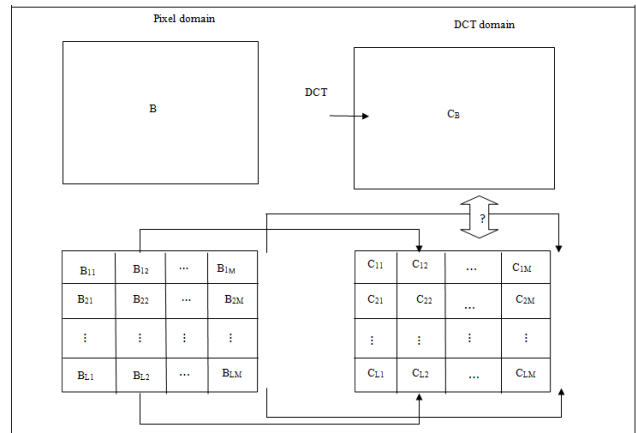 Pixel domain
DCT domain
B
DCT
C_B
?
B11 B12 ... B1M
B21 B22 ... B2M
⋮ ⋮ ⋮ ⋮
BL1 BL2 ... BLM
C11 C12 ... C1M
C21 C22 ... C2M
⋮ ⋮ ⋮ ⋮
CL1 CL2 ... CLM